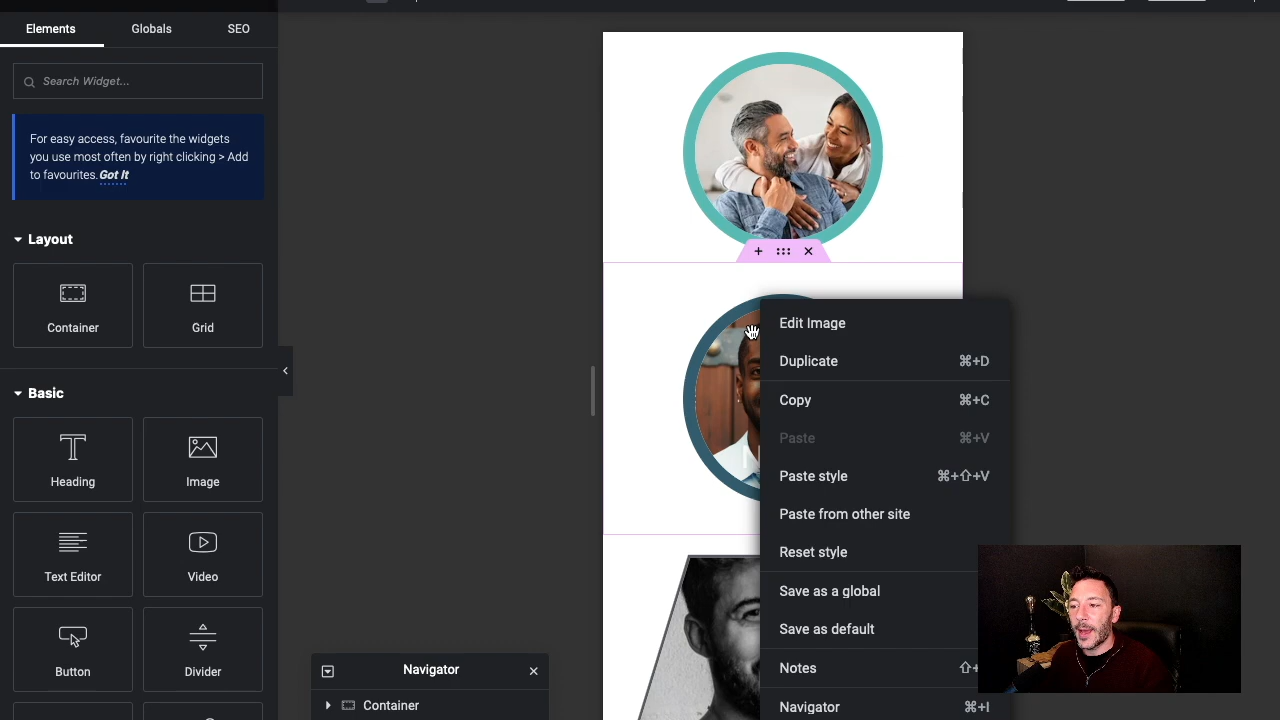 Elements
Globals
SEO
Search Widget...
For easy access, favourite the widgets
you use most often by right clicking > Add
to favourites. Got It
Layout
Container
Grid
Basic
Heading
Image
Text Editor
Video
Button
Divider
Edit Image
Duplicate ⌘+D
Copy ⌘+C
Paste ⌘+V
Paste style ⌘+⇧+V
Paste from other site
Reset style
Save as a global
Save as default
Notes ⇧+
Navigator ⌘+I
Navigator
Container